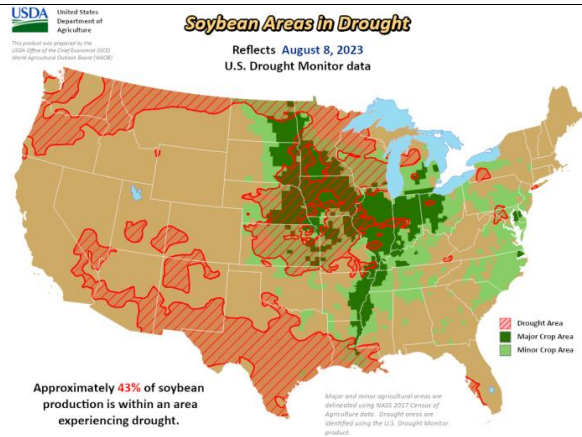 USDA
United States
Department of
Agriculture
This product was prepared by the
USDA Office of the Chief Economist (OCE)
World Agricultural Outlook Board (WAOB)
Soybean Areas in Drought
Reflects August 8, 2023
U.S. Drought Monitor data
Drought Area
Major Crop Area
Minor Crop Area
Approximately 43% of soybean
production is within an area
experiencing drought.
Major and minor agricultural areas are
delineated using NASS 2017 Census of
Agriculture data. Drought areas are
identified using the U.S. Drought Monitor
product.